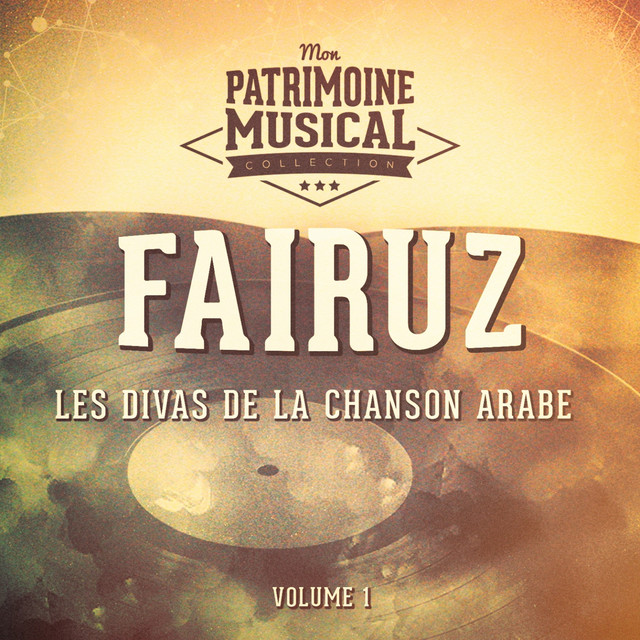 Mon
PATRIMOINE
MUSICAL
COLLECTION
FAIRUZ
LES DIVAS DE LA CHANSON ARABE
VOLUME 1